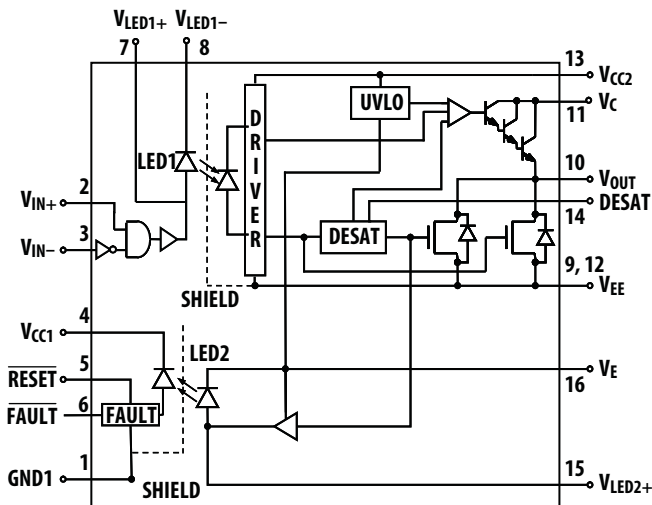 VLED1+ VLED1–
7 8
13 VCC2
UVLO
11 VC
DRIVER
LED1
10 VOUT
2
VIN+
DESAT
14
3
VIN–
DESAT
9, 12
VEE
SHIELD
4
VCC1
LED2
5
RESET
VE
16
6
FAULT
FAULT
1
GND1
15
VLED2+
SHIELD